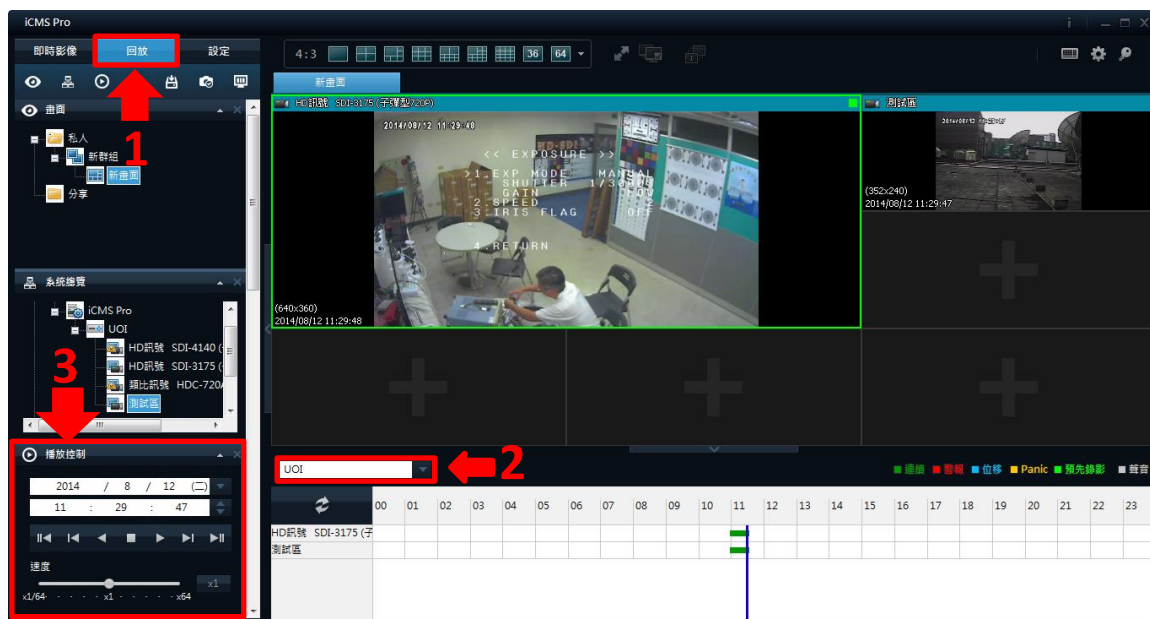 iCMS Pro
即時影像 回放 設定
4:3 36 64
1
畫面
私人
新群組
新畫面
分享
系統總覽
iCMS Pro
UOI
HD訊號 SDI-4140 (
HD訊號 SDI-3175 (
類比訊號 HDC-720
測試區
3
播放控制
2014 / 8 / 12 (二)
11 : 29 : 47
速度
x1
x1/64 x1 x64
新畫面
HD訊號 SDI-3175 (子碼型720P)
2014/08/12 11:29:48
<< EXPOSURE >>
>1.EXP MODE MANUAL
SHUTTER
GAIN
2.SPEED
3.IRIS FLAG OFF
4.RETURN
(640x360)
2014/08/12 11:29:48
測試區
(352x240)
2014/08/12 11:29:47
UOI
2
連續 警報 位移 Panic 預先錄影 聲音
00 01 02 03 04 05 06 07 08 09 10 11 12 13 14 15 16 17 18 19 20 21 22 23
HD訊號 SDI-3175 (子
測試區